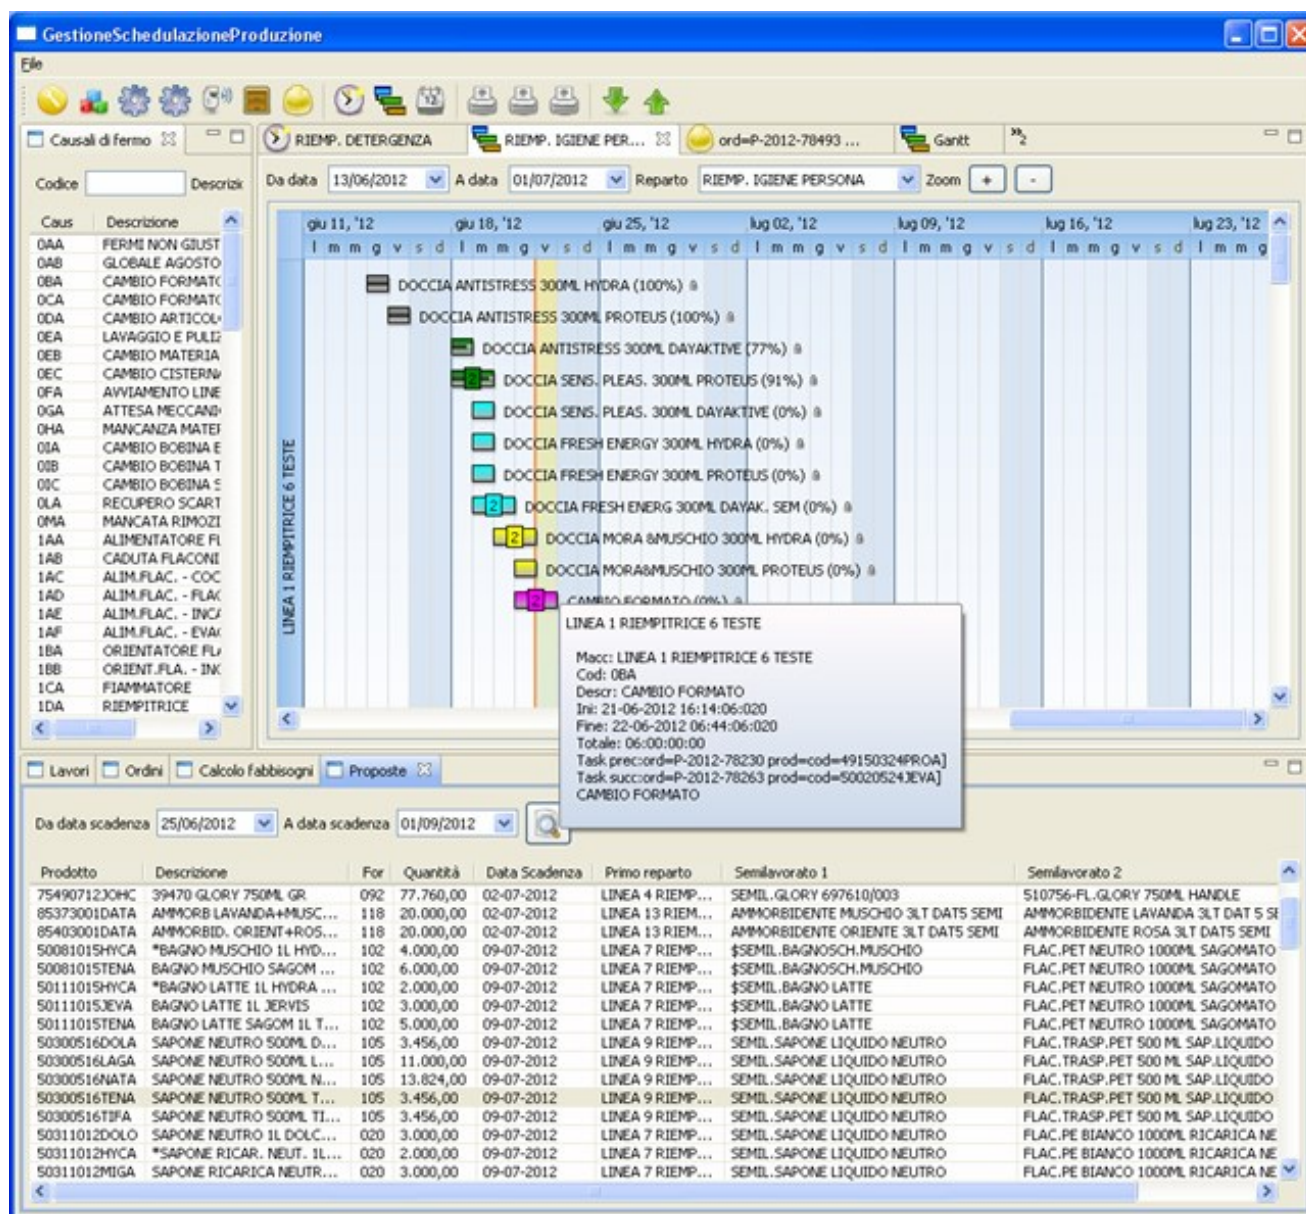 GestioneSchedulazioneProduzione
File
Causali di fermo
RIEMP. DETERGENZA
RIEMP. IGIENE PER...
ord=P-2012-78493 ...
Gantt
»2
Codice
Descrizic
Da data 13/06/2012 A data 01/07/2012 Reparto RIEMP. IGIENE PERSONA Zoom + -
Caus Descrizione
0AA FERMI NON GIUST
0AB GLOBALE AGOSTO
0BA CAMBIO FORMAT
0CA CAMBIO FORMAT
0DA CAMBIO ARTICOL
0EA LAVAGGIO E PULIZ
0EB CAMBIO MATERIA
0EC CAMBIO CISTERN
0FA AVVIAMENTO LINE
0GA ATTESA MECCANI
0HA MANCANZA MATER
0IA CAMBIO BOBINA E
0IB CAMBIO BOBINA T
0IC CAMBIO BOBINA S
0LA RECUPERO SCART
0MA MANCATA RIMOZI
1AA ALIMENTATORE FL
1AB CADUTA FLACONI
1AC ALIM.FLAC. - COC
1AD ALIM.FLAC. - FLAC
1AE ALIM.FLAC. - INCA
1AF ALIM.FLAC. - EVAC
1BA ORIENTATORE FLA
1BB ORIENT.FLA. - INC
1CA FIAMMATORE
1DA RIEMPITRICE
giu 11, '12 giu 18, '12 giu 25, '12 lug 02, '12 lug 09, '12 lug 16, '12 lug 23, '12
l m m g v s d l m m g v s d l m m g v s d l m m g v s d l m m g v s d l m m g v s d l m m g
LINEA 1 RIEMPITRICE 6 TESTE
DOCCIA ANTISTRESS 300ML HYDRA (100%)
DOCCIA ANTISTRESS 300ML PROTEUS (100%)
DOCCIA ANTISTRESS 300ML DAYAKTIVE (77%)
2 DOCCIA SENS. PLEAS. 300ML PROTEUS (91%)
DOCCIA SENS. PLEAS. 300ML DAYAKTIVE (0%)
DOCCIA FRESH ENERGY 300ML HYDRA (0%)
DOCCIA FRESH ENERGY 300ML PROTEUS (0%)
2 DOCCIA FRESH ENERG 300ML DAYAK. SEM (0%)
2 DOCCIA MORA &MUSCHIO 300ML HYDRA (0%)
DOCCIA MORA&MUSCHIO 300ML PROTEUS (0%)
2 CAMBIO FORMATO (0%)
LINEA 1 RIEMPITRICE 6 TESTE
Macc: LINEA 1 RIEMPITRICE 6 TESTE
Cod: 0BA
Descr: CAMBIO FORMATO
Ini: 21-06-2012 16:14:06:020
Fine: 22-06-2012 06:44:06:020
Totale: 06:00:00:00
Task prec:ord=P-2012-78230 prod=cod=49150324PROA]
Task succ:ord=P-2012-78263 prod=cod=50020524JEVA]
CAMBIO FORMATO
Lavori Ordini Calcolo fabbisogni Proposte
Da data scadenza 25/06/2012 A data scadenza 01/09/2012
Prodotto Descrizione For Quantità Data Scadenza Primo reparto Semilavorato 1 Semilavorato 2
75490712JOHC 39470 GLORY 750ML GR 092 77.760,00 02-07-2012 LINEA 4 RIEMP... SEMIL.GLORY 697610/003 510756-FL.GLORY 750ML HANDLE
85373001DATA AMMORB LAVANDA+MUSC... 118 20.000,00 02-07-2012 LINEA 13 RIEM... AMMORBIDENTE MUSCHIO 3LT DAT5 SEMI AMMORBIDENTE LAVANDA 3LT DAT 5 SE
85403001DATA AMMORBID. ORIENT+ROS... 118 20.000,00 02-07-2012 LINEA 13 RIEM... AMMORBIDENTE ORIENTE 3LT DAT5 SEMI AMMORBIDENTE ROSA 3LT DAT5 SEMI
50081015HYCA *BAGNO MUSCHIO 1L HYD... 102 4.000,00 09-07-2012 LINEA 7 RIEMP... $SEMIL.BAGNOSCH.MUSCHIO FLAC.PET NEUTRO 1000ML SAGOMATO
50081015TENA BAGNO MUSCHIO SAGOM ... 102 6.000,00 09-07-2012 LINEA 7 RIEMP... $SEMIL.BAGNOSCH.MUSCHIO FLAC.PET NEUTRO 1000ML SAGOMATO
50111015HYCA *BAGNO LATTE 1L HYDRA ... 102 2.000,00 09-07-2012 LINEA 7 RIEMP... $SEMIL.BAGNO LATTE FLAC.PET NEUTRO 1000ML SAGOMATO
50111015JEVA BAGNO LATTE 1L JERVIS 102 3.000,00 09-07-2012 LINEA 7 RIEMP... $SEMIL.BAGNO LATTE FLAC.PET NEUTRO 1000ML SAGOMATO
50111015TENA BAGNO LATTE SAGOM 1L T... 102 5.000,00 09-07-2012 LINEA 7 RIEMP... $SEMIL.BAGNO LATTE FLAC.PET NEUTRO 1000ML SAGOMATO
50300516DOLA SAPONE NEUTRO 500ML D... 105 3.456,00 09-07-2012 LINEA 9 RIEMP... SEMIL.SAPONE LIQUIDO NEUTRO FLAC.TRASP.PET 500 ML SAP.LIQUIDO
50300516LAGA SAPONE NEUTRO 500ML L... 105 11.000,00 09-07-2012 LINEA 9 RIEMP... SEMIL.SAPONE LIQUIDO NEUTRO FLAC.TRASP.PET 500 ML SAP.LIQUIDO
50300516NATA SAPONE NEUTRO 500ML N... 105 13.824,00 09-07-2012 LINEA 9 RIEMP... SEMIL.SAPONE LIQUIDO NEUTRO FLAC.TRASP.PET 500 ML SAP.LIQUIDO
50300516TENA SAPONE NEUTRO 500ML T... 105 3.456,00 09-07-2012 LINEA 9 RIEMP... SEMIL.SAPONE LIQUIDO NEUTRO FLAC.TRASP.PET 500 ML SAP.LIQUIDO
50300516TIFA SAPONE NEUTRO 500ML TI... 105 3.456,00 09-07-2012 LINEA 9 RIEMP... SEMIL.SAPONE LIQUIDO NEUTRO FLAC.TRASP.PET 500 ML SAP.LIQUIDO
50311012DOLO SAPONE NEUTRO 1L DOLC... 020 3.000,00 09-07-2012 LINEA 7 RIEMP... SEMIL.SAPONE LIQUIDO NEUTRO FLAC.PE BIANCO 1000ML RICARICA NE
50311012HYCA *SAPONE RICAR. NEUT. 1L... 020 2.000,00 09-07-2012 LINEA 7 RIEMP... SEMIL.SAPONE LIQUIDO NEUTRO FLAC.PE BIANCO 1000ML RICARICA NE
50311012MIGA SAPONE RICARICA NEUTR... 020 3.000,00 09-07-2012 LINEA 7 RIEMP... SEMIL.SAPONE LIQUIDO NEUTRO FLAC.PE BIANCO 1000ML RICARICA NE